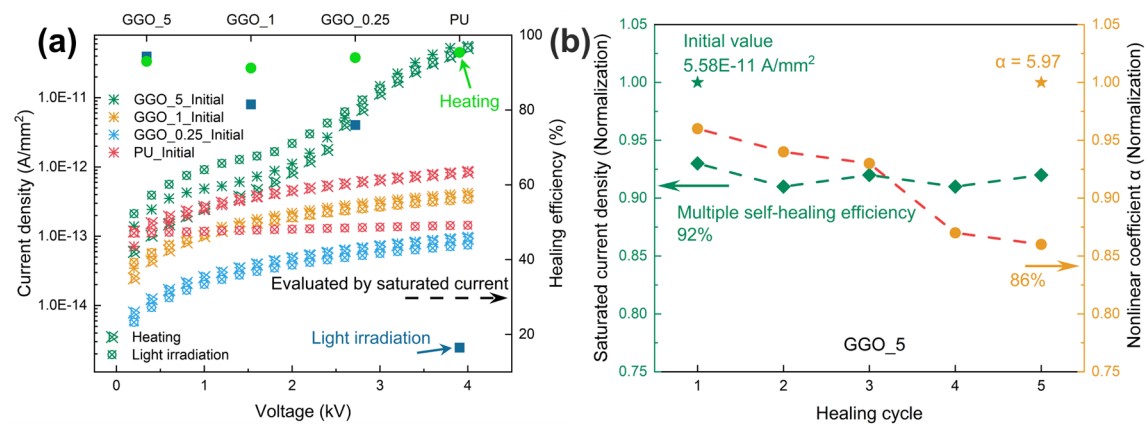 (a)
GGO_5 GGO_1 GGO_0.25 PU
Current density (A/mm²)
1.0E-11
1.0E-12
1.0E-13
1.0E-14
GGO_5_Initial
GGO_1_Initial
GGO_0.25_Initial
PU_Initial
Heating
Evaluated by saturated current
Heating
Light irradiation
Light irradiation
0 1 2 3 4
Voltage (kV)
100
80
60
40
20
Healing efficiency (%)
(b)
Saturated current density (Normalization)
1.05
1.00
0.95
0.90
0.85
0.80
0.75
Initial value
5.58E-11 A/mm²
α = 5.97
Multiple self-healing efficiency
92%
86%
GGO_5
1 2 3 4 5
Healing cycle
1.05
1.00
0.95
0.90
0.85
0.80
0.75
Nonlinear coefficient α (Normalization)